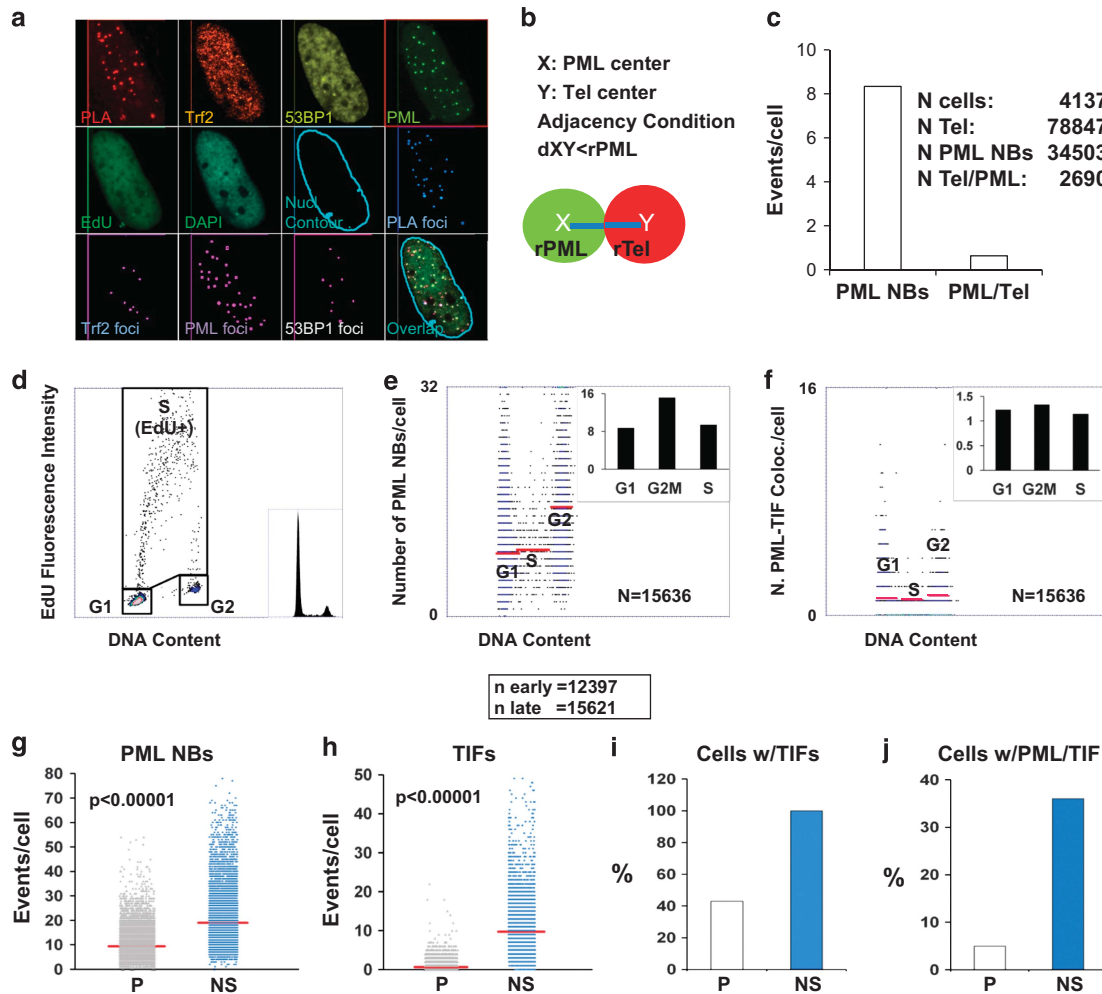 a
PLA
Trf2
53BP1
PML
EdU
DAPI
Nucl
Contour
PLA foci
Trf2 foci
PML foci
53BP1 foci
Overlap
b
X: PML center
Y: Tel center
Adjacency Condition
dXY<rPML
X
Y
rPML
rTel
c
Events/cell
10
8
6
4
2
0
PML NBs
PML/Tel
N cells: 4137
N Tel: 78847
N PML NBs 34503
N Tel/PML: 2690
d
EdU Fluorescence Intensity
S
(EdU+)
G1
G2
DNA Content
e
Number of PML NBs/cell
32
0
16
8
0
G1 G2M S
G1
S
G2
N=15636
DNA Content
f
N. PML-TIF Coloc./cell
16
0
1.5
1
0.5
0
G1 G2M S
G1
S
G2
N=15636
DNA Content
n early =12397
n late =15621
g
PML NBs
p<0.00001
Events/cell
80
70
60
50
40
30
20
10
0
P NS
h
TIFs
p<0.00001
Events/cell
50
40
30
20
10
0
P NS
i
Cells w/TIFs
%
120
100
80
60
40
20
0
P NS
j
Cells w/PML/TIF
%
40
30
20
10
0
P NS